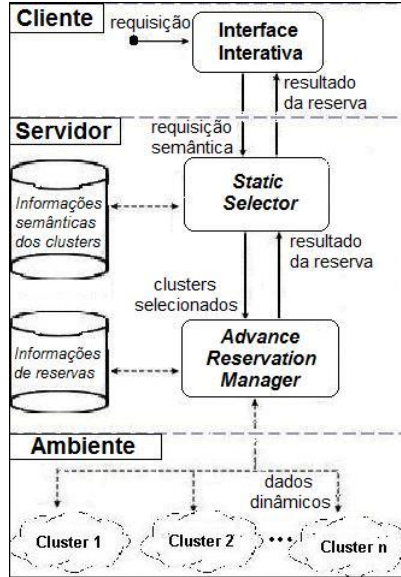 Cliente
requisição
Interface
Interativa
resultado
da reserva
Servidor
requisição
semântica
Informações
semânticas
dos clusters
Static
Selector
resultado
da reserva
clusters
selecionados
Informações
de reservas
Advance
Reservation
Manager
Ambiente
dados
dinâmicos
Cluster 1
Cluster 2
•••
Cluster n